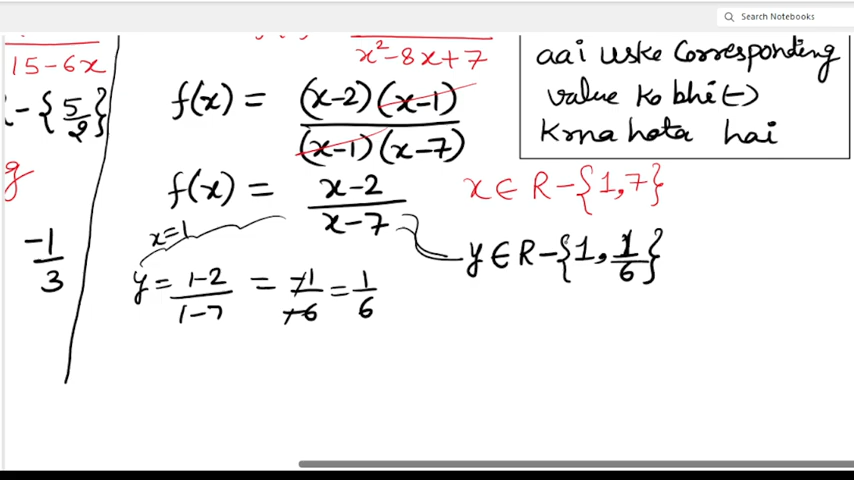 Search Notebooks
15-6x
- {5/2}
g
-1/3
x²-8x+7
f(x) = (x-2)(x-1)/(x-1)(x-7)
f(x) = x-2/x-7 x ∈ R-{1,7}
x=1
y = 1-2/1-7 = -1/-6 = 1/6
y ∈ R-{1, 1/6}
aai uske Corresponding
value ko bhi (-)
Krna hota hai